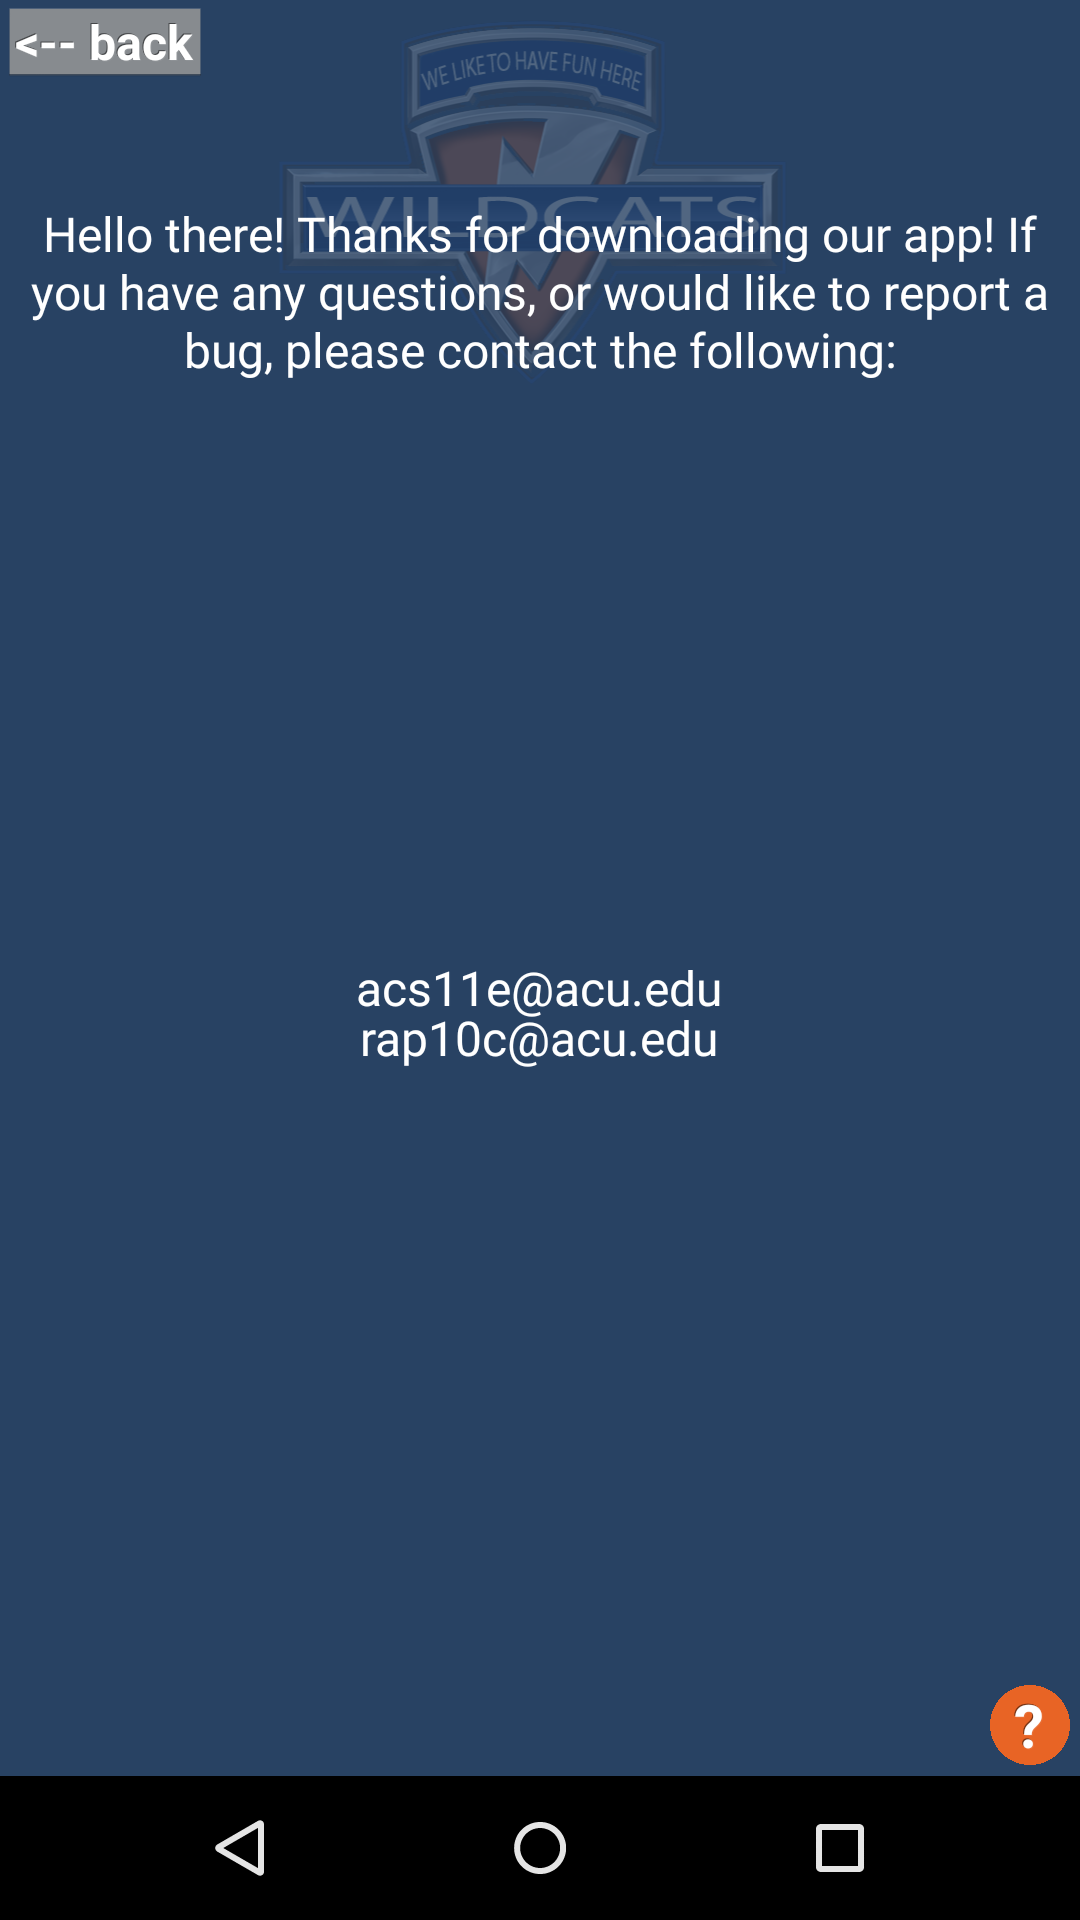 <-- back
WE LIKE TO HAVE FUN HERE
WILDCATS
Hello there! Thanks for downloading our app! If
you have any questions, or would like to report a
bug, please contact the following:
acs11e@acu.edu
rap10c@acu.edu
?